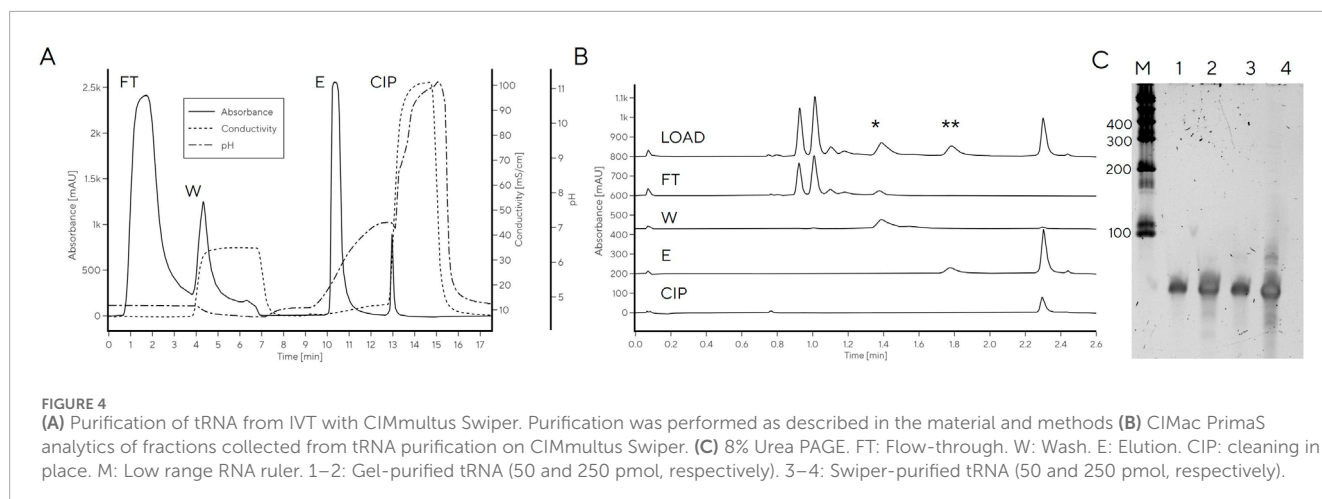 A
B
C
FT
E
CIP
W
2.5k
2k
1.5k
1k
500
0
Absorbance [mAU]
Absorbance
Conductivity
pH
100
90
80
70
60
50
40
30
20
10
Conductivity [mS/cm]
11
10
9
8
7
6
5
pH
0 1 2 3 4 5 6 7 8 9 10 11 12 13 14 15 16 17
Time [min]
1.1k
1k
900
800
700
600
500
400
300
200
100
0
Absorbance [mAU]
LOAD
FT
W
E
CIP
* **
0.0 0.2 0.4 0.6 0.8 1.0 1.2 1.4 1.6 1.8 2.0 2.2 2.4 2.6
Time [min]
M 1 2 3 4
400
300
200
100
FIGURE 4
(A) Purification of tRNA from IVT with CIMmultus Swiper. Purification was performed as described in the material and methods (B) CIMac PrimaS
analytics of fractions collected from tRNA purification on CIMmultus Swiper. (C) 8% Urea PAGE. FT: Flow-through. W: Wash. E: Elution. CIP: cleaning in
place. M: Low range RNA ruler. 1–2: Gel-purified tRNA (50 and 250 pmol, respectively). 3–4: Swiper-purified tRNA (50 and 250 pmol, respectively).